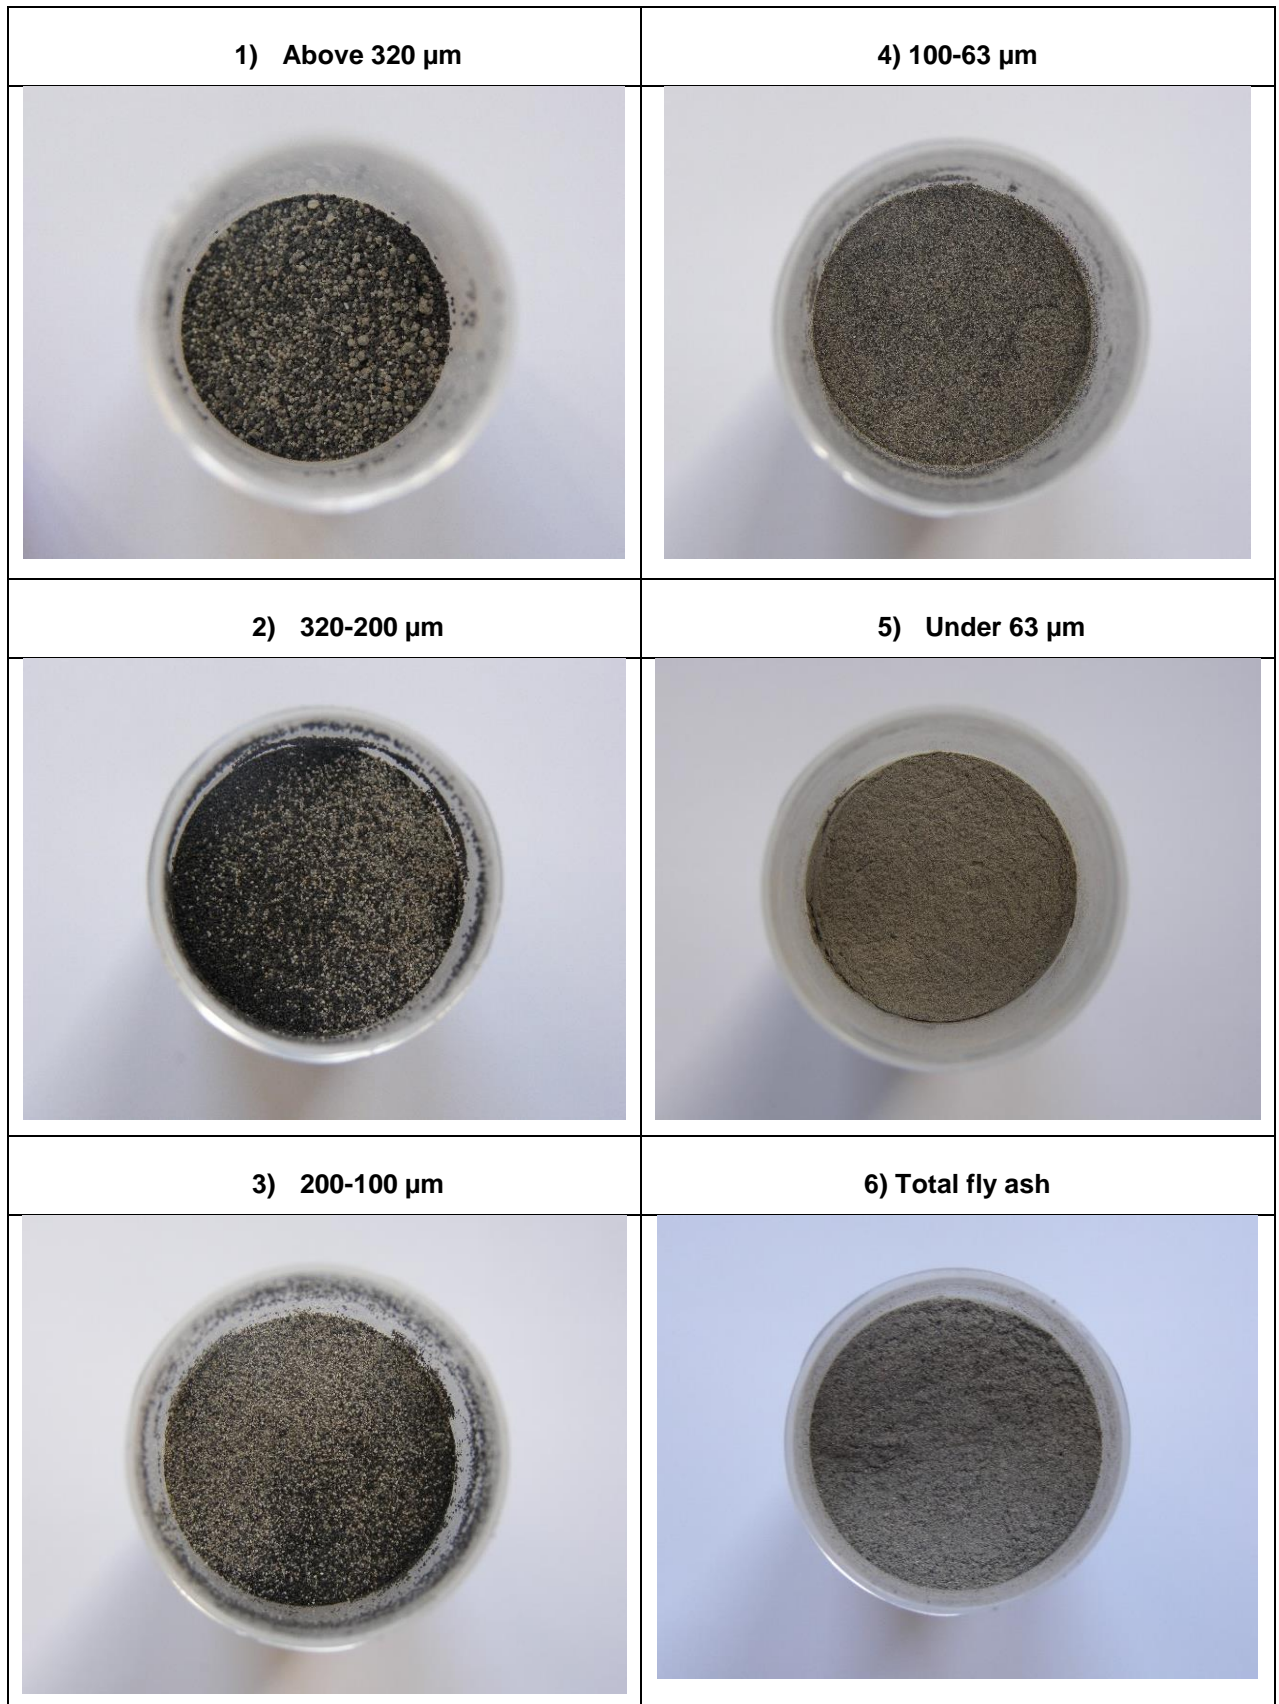 1) Above 320 µm
4) 100-63 µm
2) 320-200 µm
5) Under 63 µm
3) 200-100 µm
6) Total fly ash